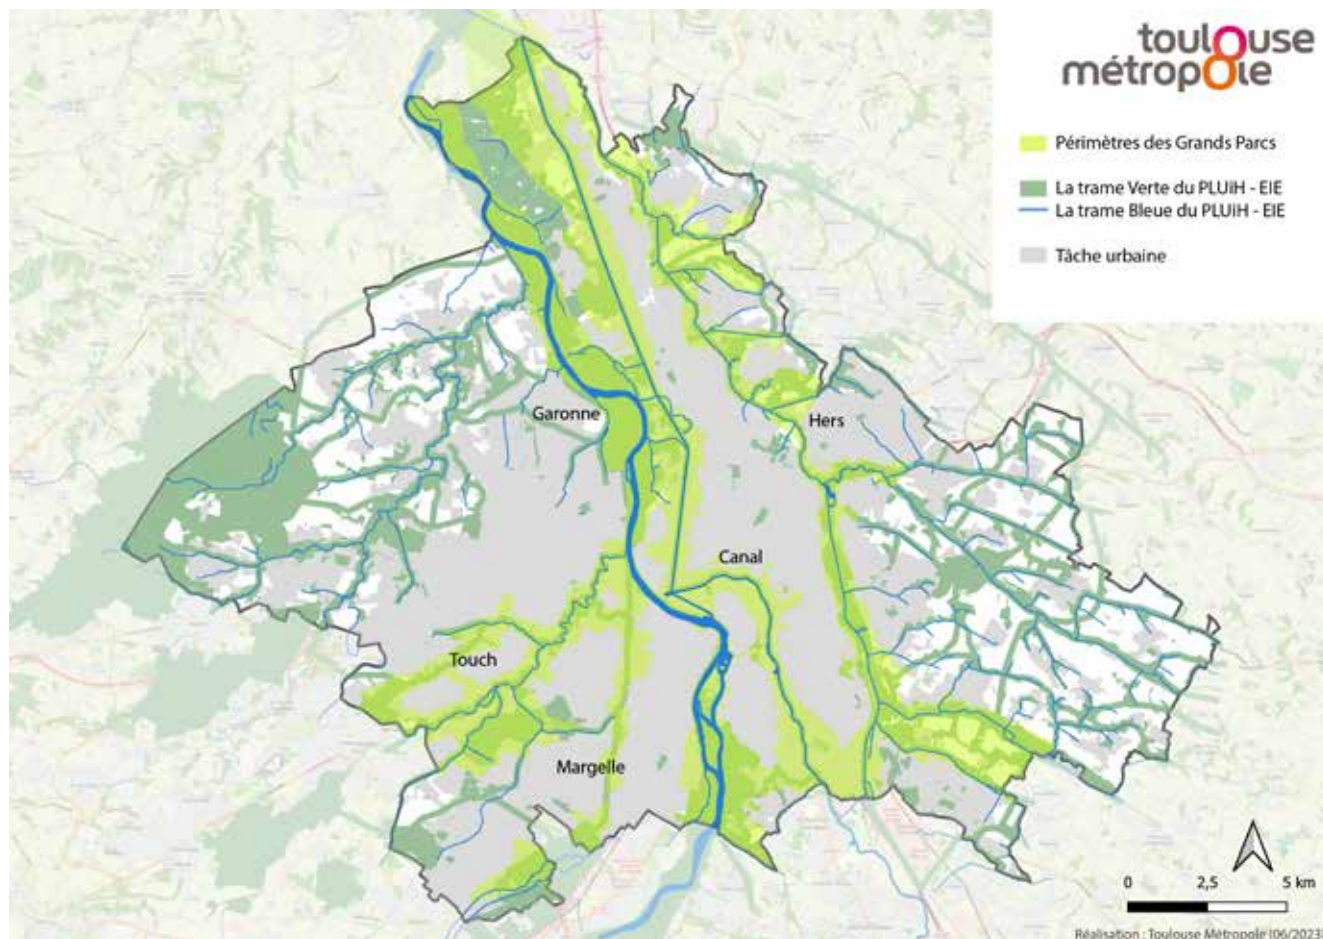 toulouse
métropole
Périmètres des Grands Parcs
La trame Verte du PLUiH - EIE
La trame Bleue du PLUiH - EIE
Tâche urbaine
Garonne
Hers
Canal
Touch
Margelle
0 2,5 5 km
Réalisation : Toulouse Métropole (06/2023)